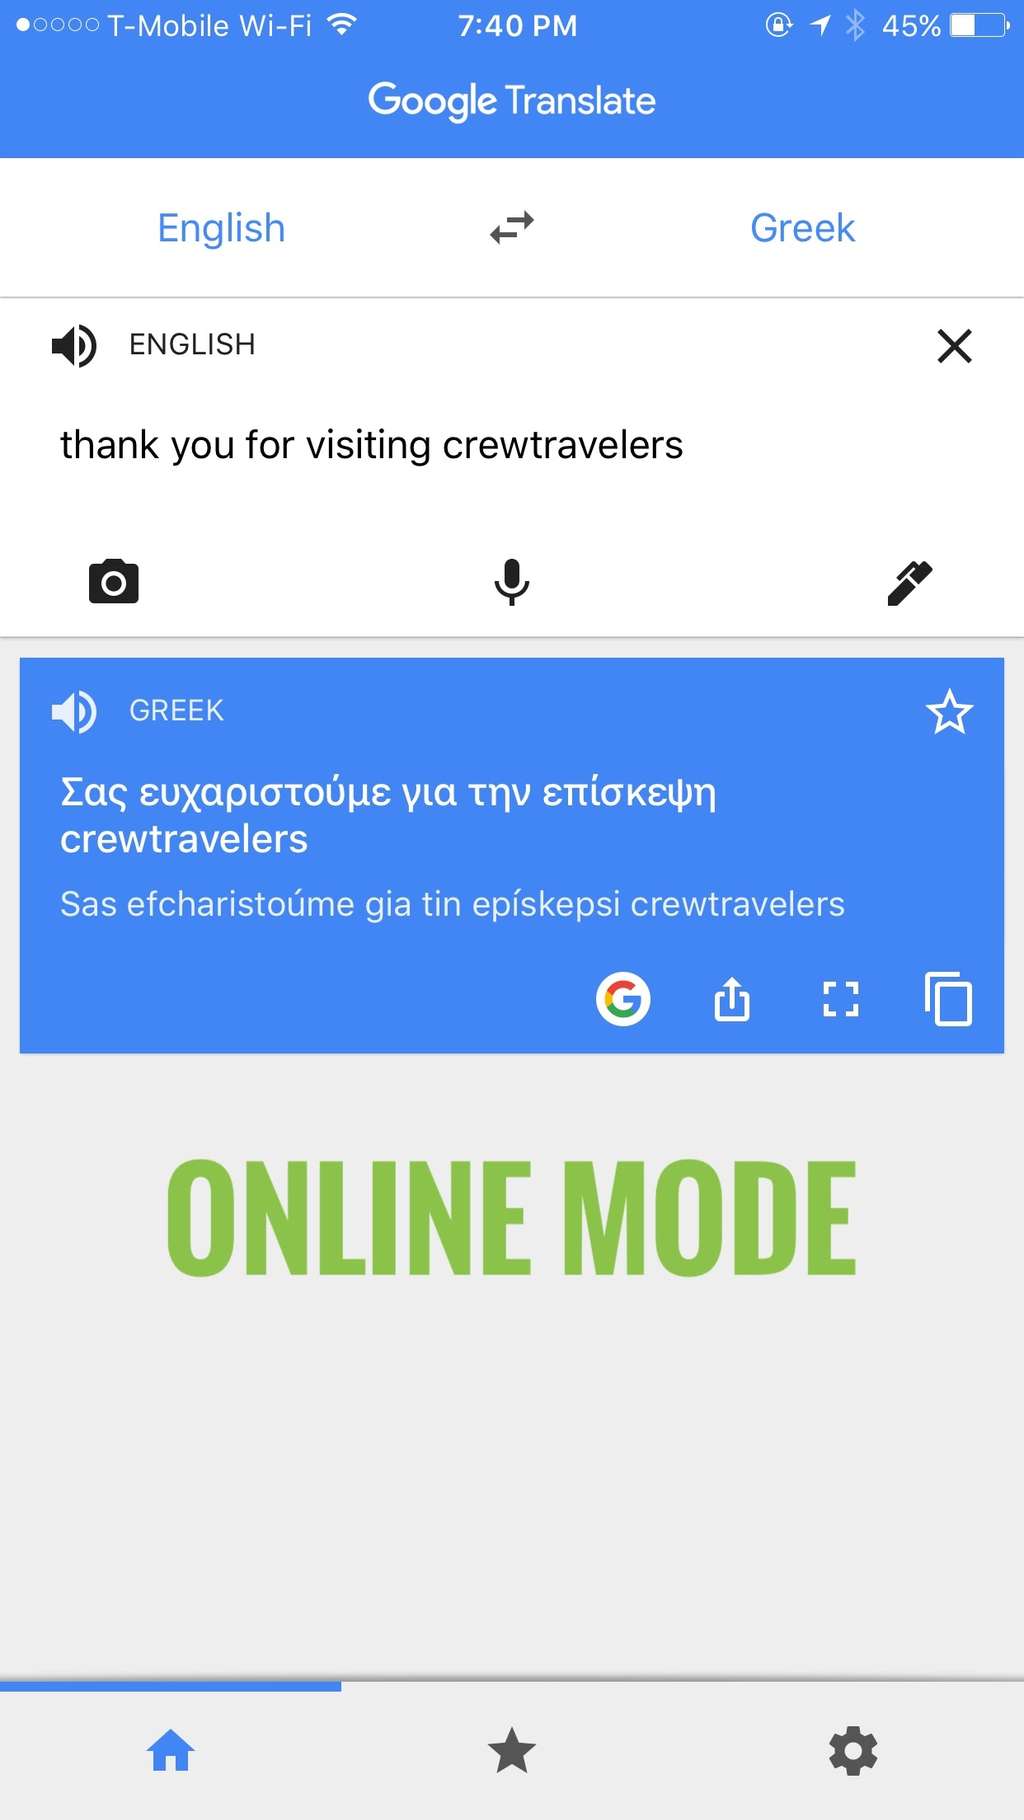 T-Mobile Wi-Fi 7:40 PM 45%
Google Translate
English Greek
ENGLISH
thank you for visiting crewtravelers
GREEK
Σας ευχαριστούμε για την επίσκεψη
crewtravelers
Sas efcharistoúme gia tin epískepsi crewtravelers
G
ONLINE MODE